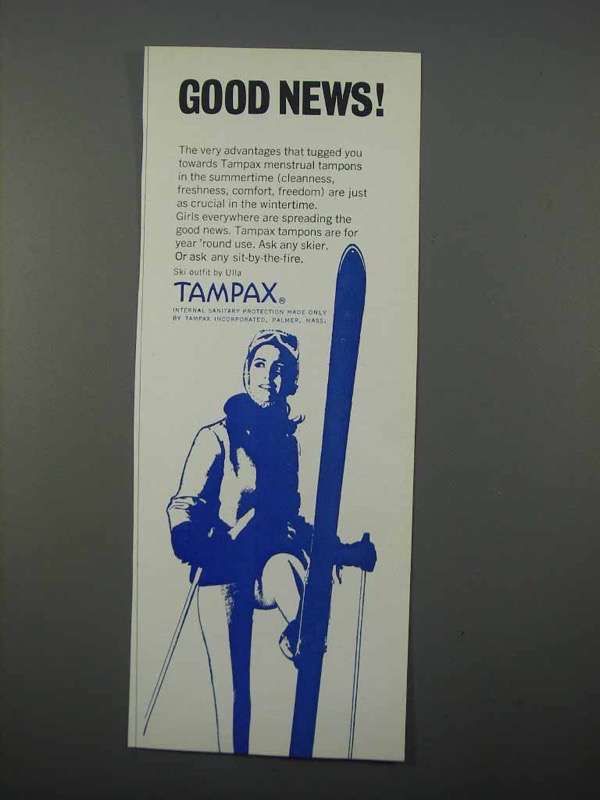 GOOD NEWS!
The very advantages that tugged you
towards Tampax menstrual tampons
in the summertime (cleanness,
freshness, comfort, freedom) are just
as crucial in the wintertime.
Girls everywhere are spreading the
good news. Tampax tampons are for
year 'round use. Ask any skier.
Or ask any sit-by-the-fire.
Ski outfit by Ulla
TAMPAX®
INTERNAL SANITARY PROTECTION MADE ONLY
BY TAMPAX INCORPORATED, PALMER, MASS.